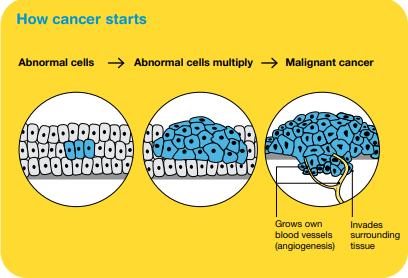 How cancer starts
Abnormal cells → Abnormal cells multiply → Malignant cancer
Grows own
blood vessels
(angiogenesis)
Invades
surrounding
tissue